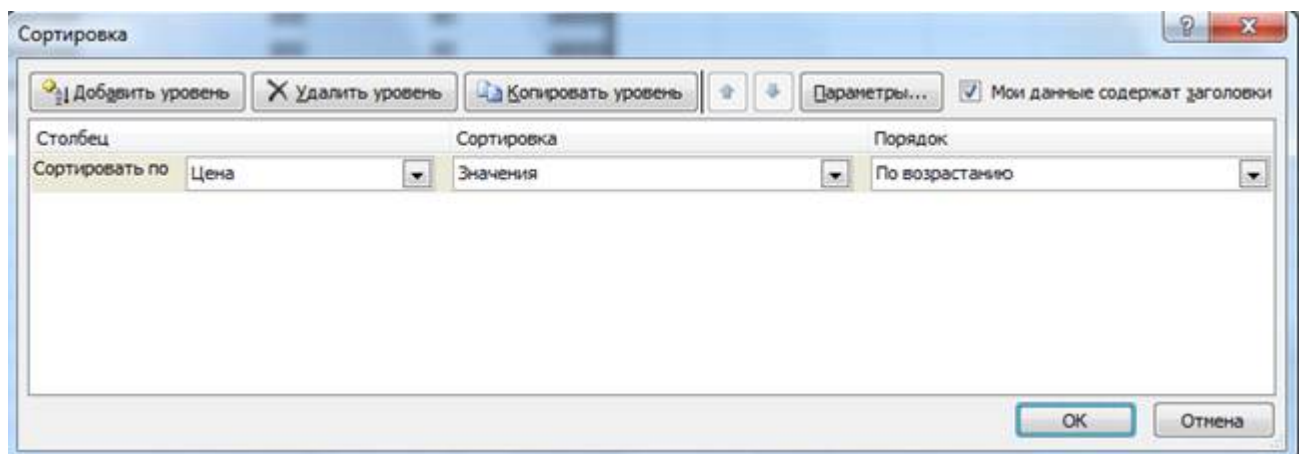 Сортировка
Добавить уровень Удалить уровень Копировать уровень Параметры... Мои данные содержат заголовки
Столбец Сортировка Порядок
Сортировать по Цена Значения По возрастанию
ОК Отмена